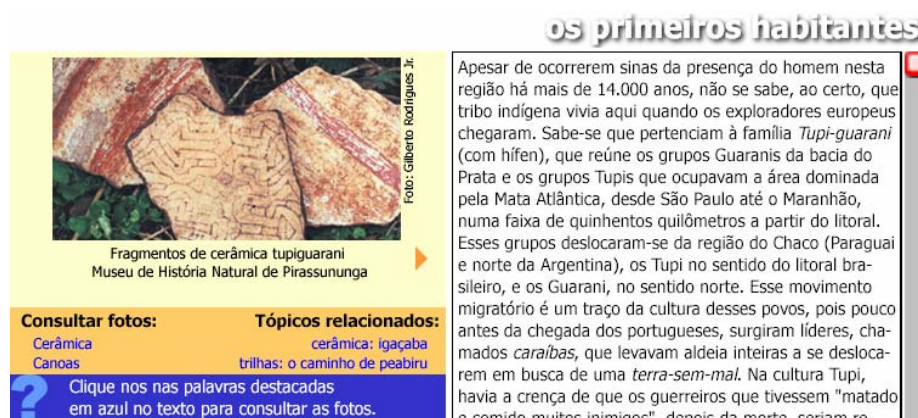 os primeiros habitantes
Foto: Gilberto Rodrigues Jr.
Fragmentos de cerâmica tupiguarani
Museu de História Natural de Pirassununga
Consultar fotos:
Cerâmica
Canoas
Tópicos relacionados:
cerâmica: igaçaba
trilhas: o caminho de peabiru
?
Clique nos nas palavras destacadas
em azul no texto para consultar as fotos.
Apesar de ocorrerem sinas da presença do homem nesta
região há mais de 14.000 anos, não se sabe, ao certo, que
tribo indígena vivia aqui quando os exploradores europeus
chegaram. Sabe-se que pertenciam à família Tupi-guarani
(com hífen), que reúne os grupos Guaranis da bacia do
Prata e os grupos Tupis que ocupavam a área dominada
pela Mata Atlântica, desde São Paulo até o Maranhão,
numa faixa de quinhentos quilômetros a partir do litoral.
Esses grupos deslocaram-se da região do Chaco (Paraguai
e norte da Argentina), os Tupi no sentido do litoral bra-
sileiro, e os Guarani, no sentido norte. Esse movimento
migratório é um traço da cultura desses povos, pois pouco
antes da chegada dos portugueses, surgiram líderes, cha-
mados caraíbas, que levavam aldeia inteiras a se desloca-
rem em busca de uma terra-sem-mal. Na cultura Tupi,
havia a crença de que os guerreiros que tivessem "matado
e comido muitos inimigos", depois da morte, seriam re-